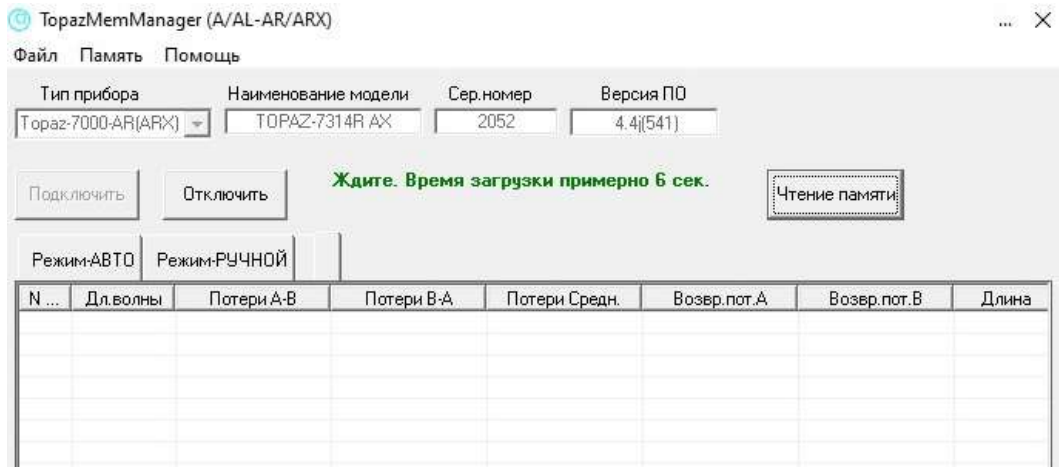 TopazMemManager (A/AL-AR/ARX)
...
Файл Память Помощь
Тип прибора Наименование модели Сер.номер Версия ПО
Topaz-7000-AR(ARX) TOPAZ-7314R AX 2052 4.4j(541)
Подключить Отключить Ждите. Время загрузки примерно 6 сек. Чтение памяти
Режим-АВТО Режим-РУЧНОЙ
N ... Дл.волны Потери A-B Потери B-A Потери Средн. Возвр.пот.A Возвр.пот.B Длина